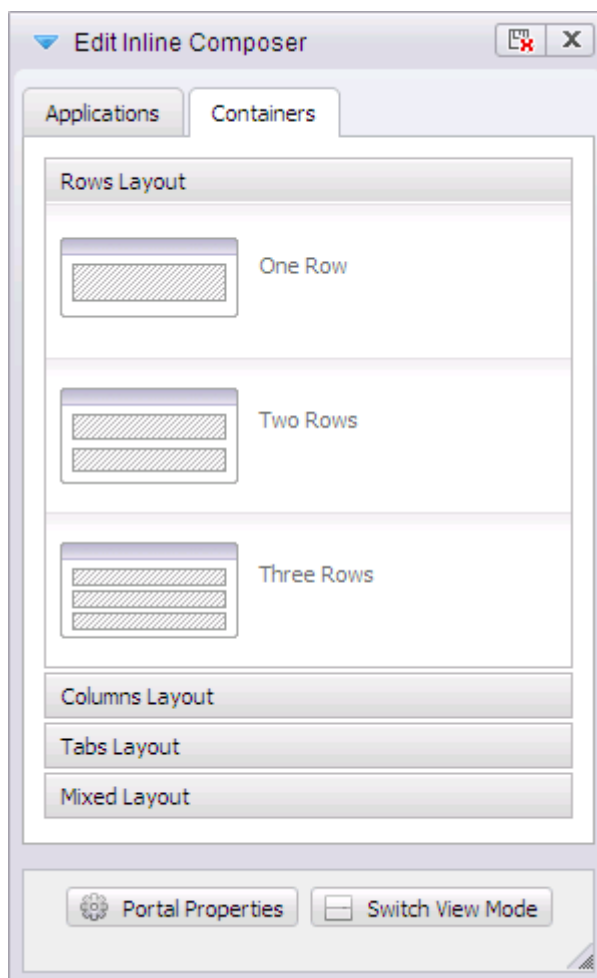 Edit Inline Composer
Applications Containers
Rows Layout
One Row
Two Rows
Three Rows
Columns Layout
Tabs Layout
Mixed Layout
Portal Properties Switch View Mode